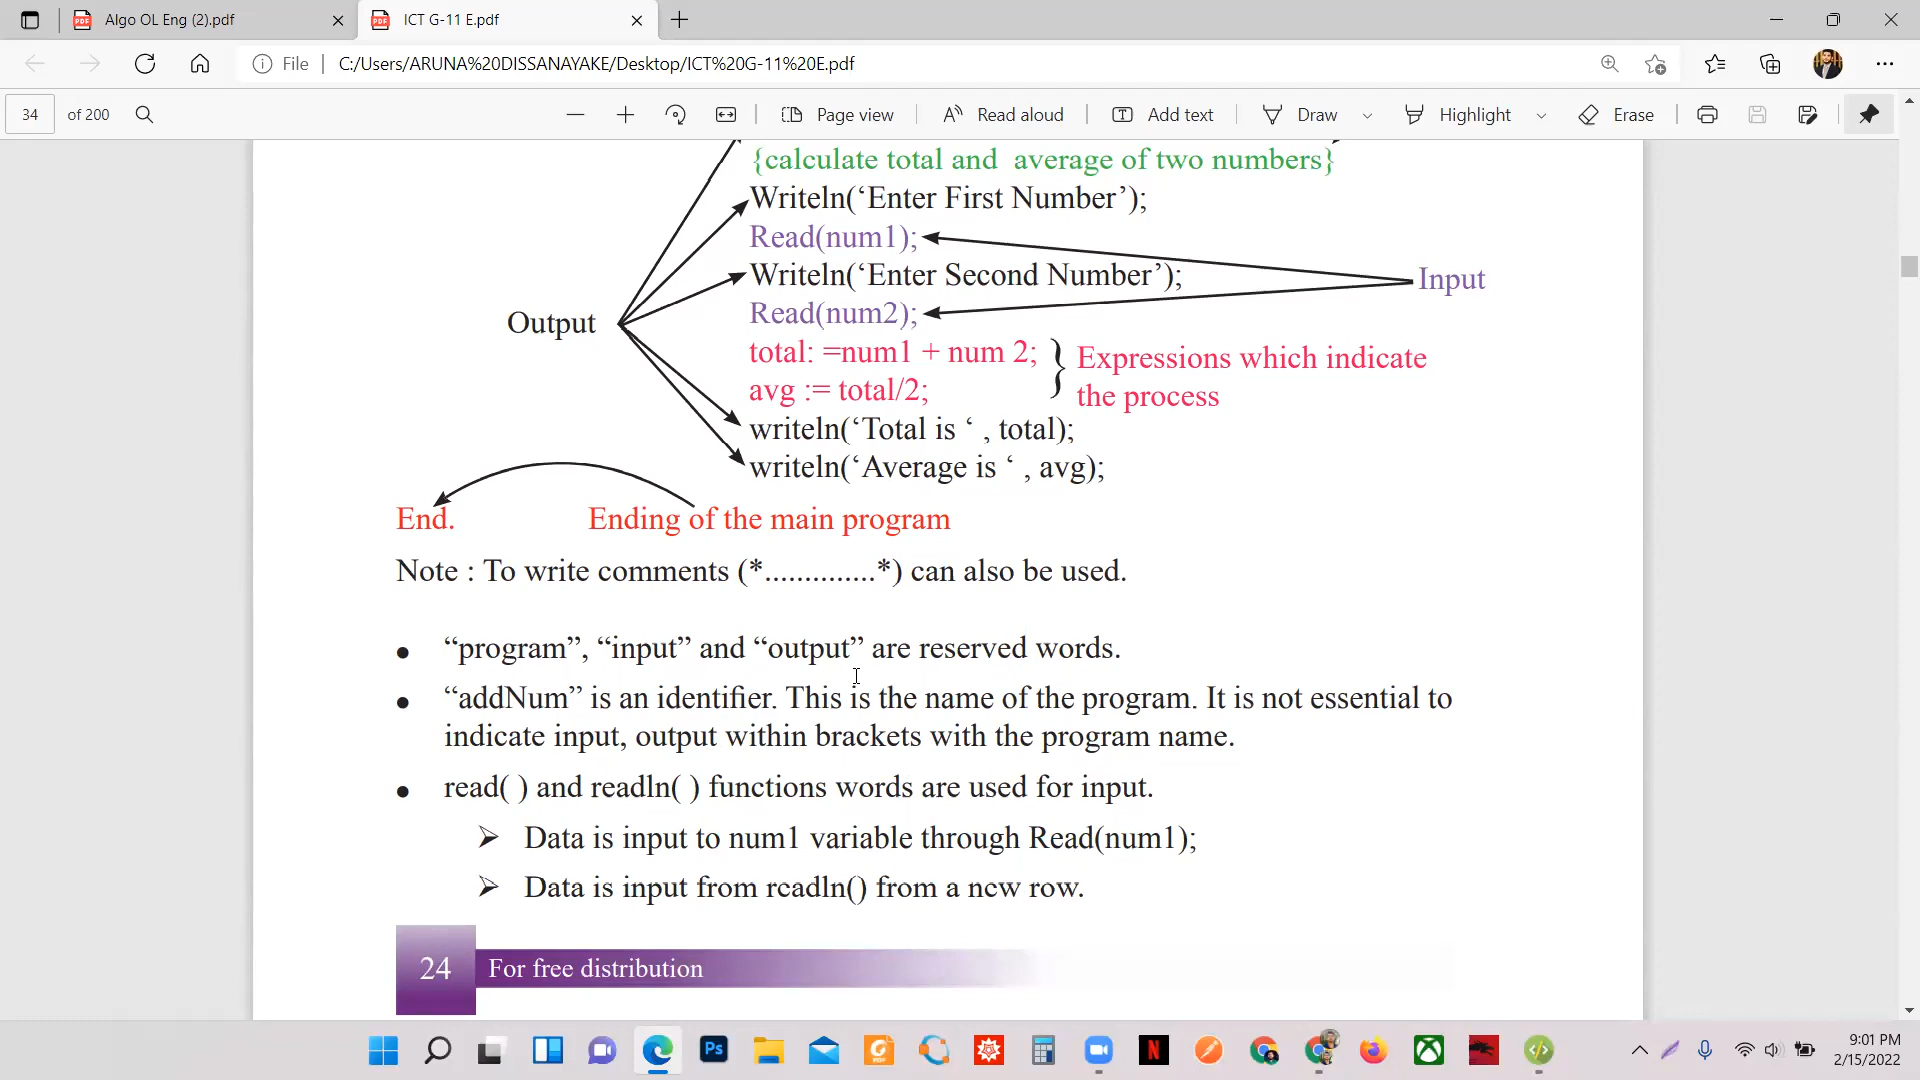 Algo OL Eng (2).pdf
ICT G-11 E.pdf
File
C:/Users/ARUNA%20DISSANAYAKE/Desktop/ICT%20G-11%20E.pdf
34 of 200
Page view
Read aloud
Add text
Draw
Highlight
Erase
{calculate total and average of two numbers}
Writeln(‘Enter First Number’);
Read(num1);
Writeln(‘Enter Second Number’);
Input
Read(num2);
Output
total: =num1 + num 2;
avg := total/2;
} Expressions which indicate
the process
writeln(‘Total is ‘ , total);
writeln(‘Average is ‘ , avg);
End.
Ending of the main program
Note : To write comments (*..............*) can also be used.
● “program”, “input” and “output” are reserved words.
● “addNum” is an identifier. This is the name of the program. It is not essential to
indicate input, output within brackets with the program name.
● read( ) and readln( ) functions words are used for input.
➢ Data is input to num1 variable through Read(num1);
➢ Data is input from readln() from a new row.
24 For free distribution
Ps
PDF
N
9:01 PM
2/15/2022